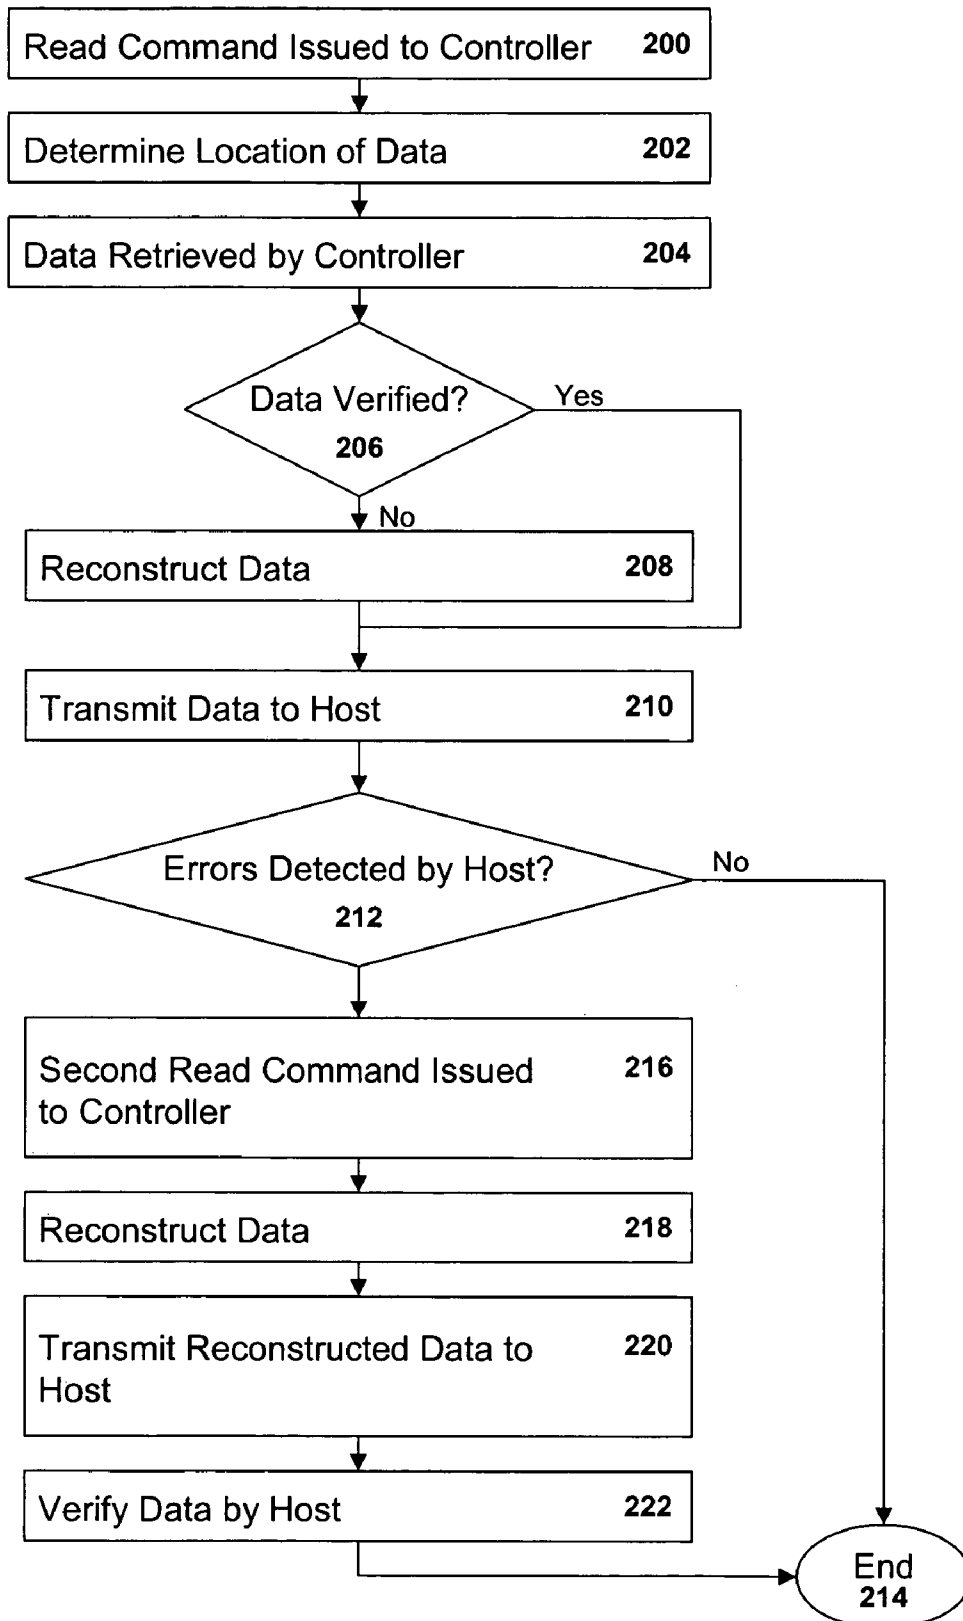 Read Command Issued to Controller 200
Determine Location of Data 202
Data Retrieved by Controller 204
Data Verified?
Yes
206
No
Reconstruct Data 208
Transmit Data to Host 210
Errors Detected by Host?
No
212
Second Read Command Issued 216
to Controller
Reconstruct Data 218
Transmit Reconstructed Data to 220
Host
Verify Data by Host 222
End
214